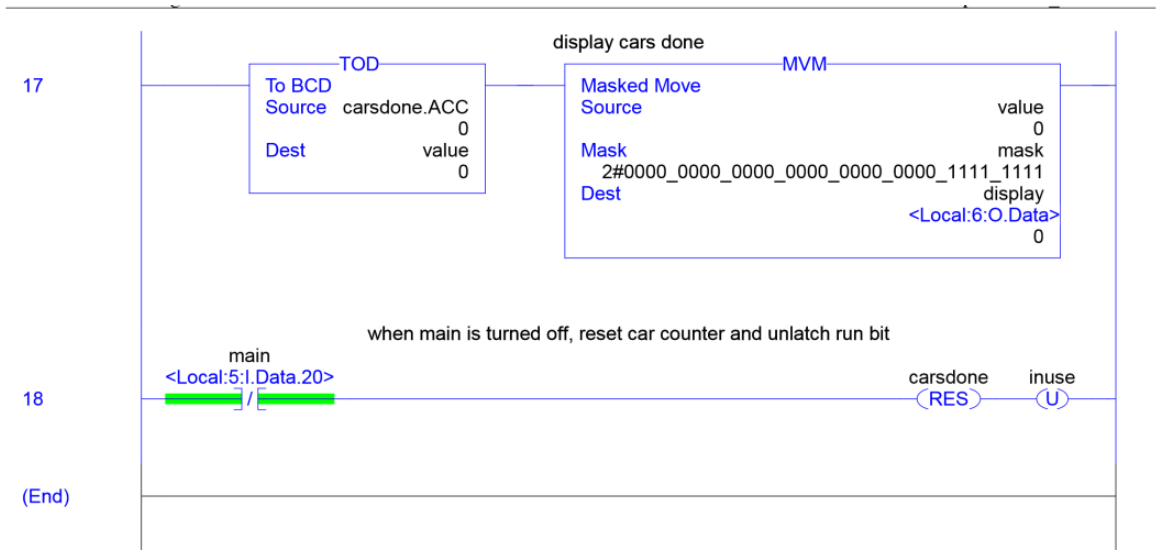 display cars done
17
TOD
To BCD
Source carsdone.ACC
0
Dest value
0
MVM
Masked Move
Source value
0
Mask mask
2#0000_0000_0000_0000_0000_0000_1111_1111
Dest display
<Local:6:O.Data>
0
when main is turned off, reset car counter and unlatch run bit
main
<Local:5:I.Data.20>
carsdone inuse
18
/
RES U
(End)